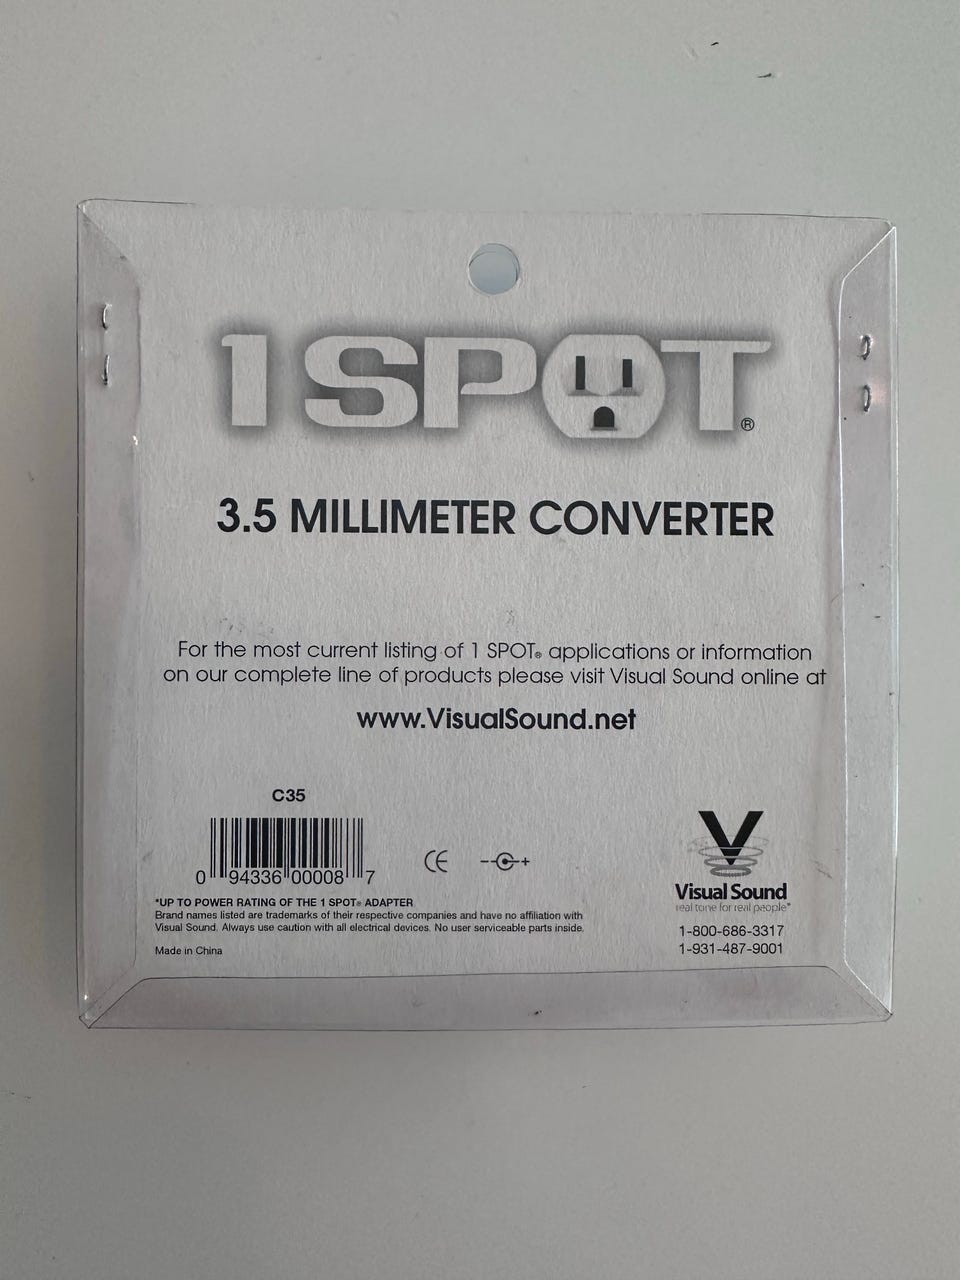 1 SPOT®
3.5 MILLIMETER CONVERTER
For the most current listing of 1 SPOT® applications or information
on our complete line of products please visit Visual Sound online at
www.VisualSound.net
C35
0 94336 00008 7
CE
- +
*UP TO POWER RATING OF THE 1 SPOT® ADAPTER
Brand names listed are trademarks of their respective companies and have no affiliation with
Visual Sound. Always use caution with all electrical devices. No user serviceable parts inside.
Made in China
V
Visual Sound
real tone for real people*
1-800-686-3317
1-931-487-9001